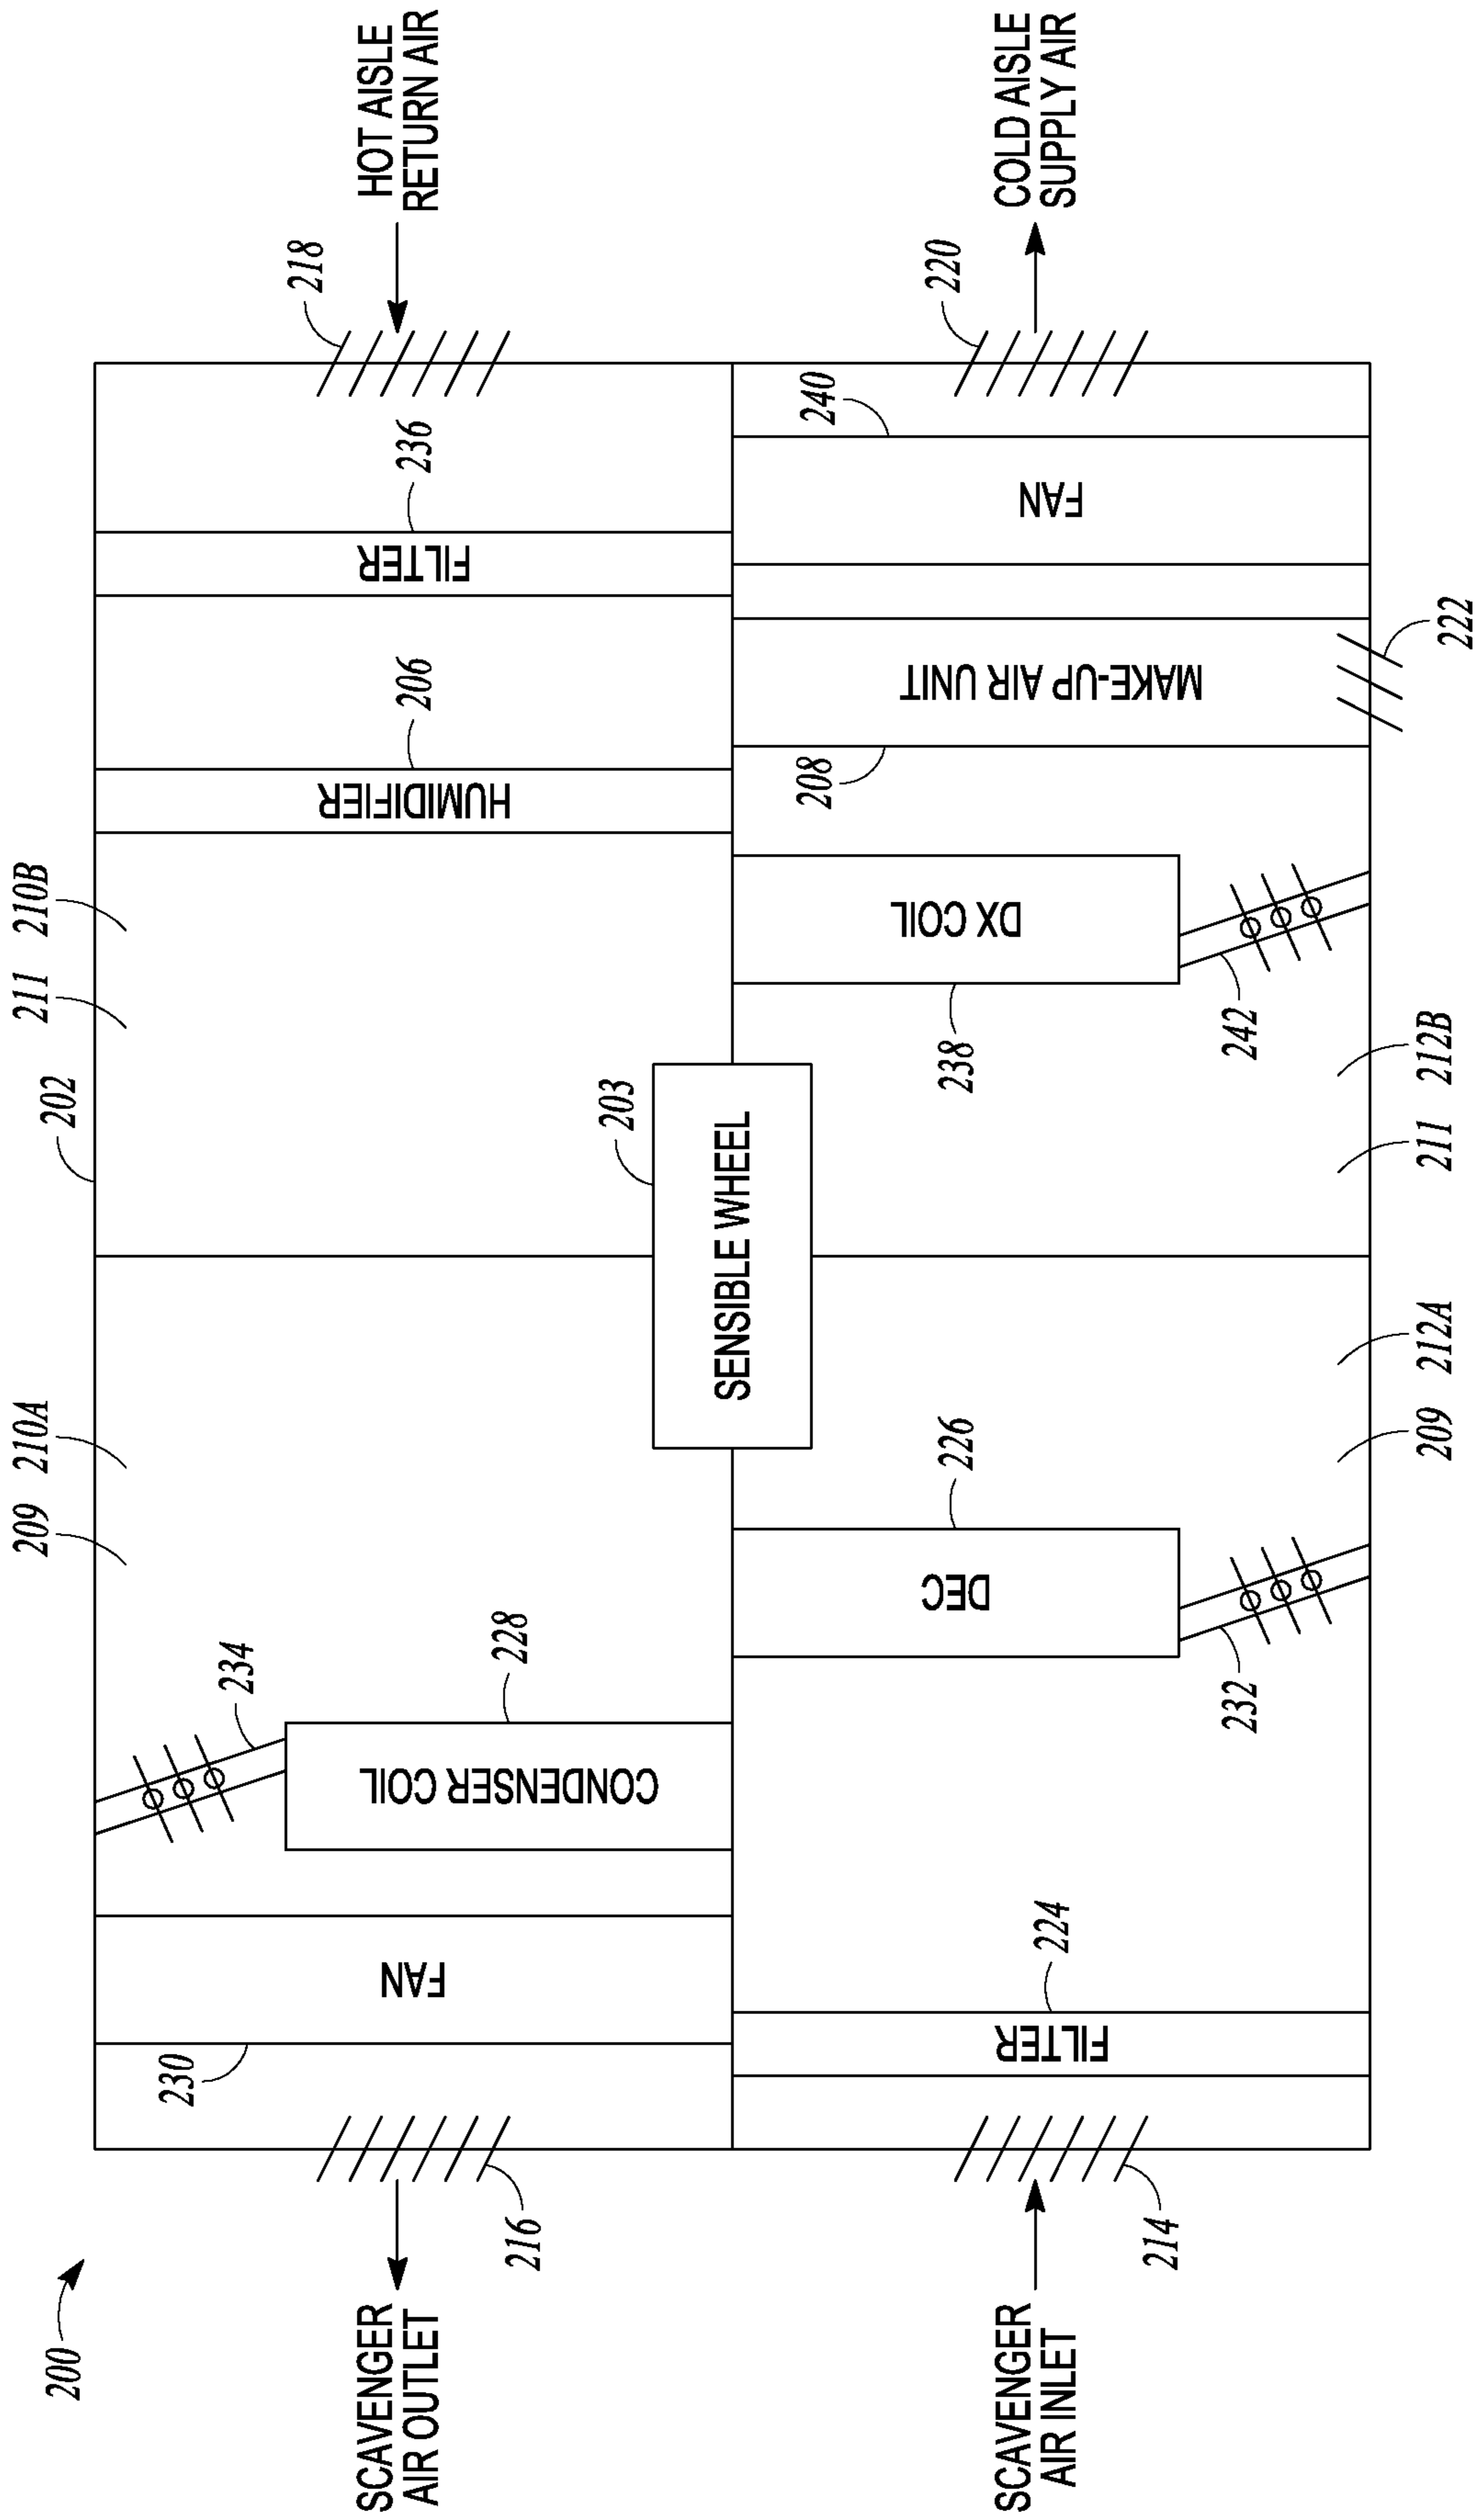 200
SCAVENGER
AIR OUTLET
216
230
FAN
234
CONDENSER COIL
228
209
210A
202
211
210B
HUMIDIFIER
206
FILTER
236
218
HOT AISLE
RETURN AIR
203
SENSIBLE WHEEL
SCAVENGER
AIR INLET
214
FILTER
224
DEC
226
232
209
212A
211
212B
DX COIL
238
242
208
MAKE-UP AIR UNIT
222
FAN
240
220
COLD AISLE
SUPPLY AIR